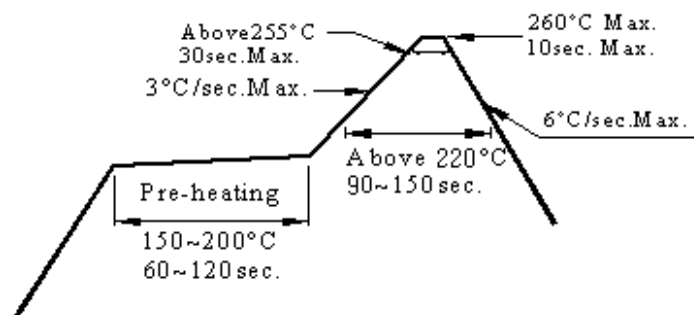 Above255°C
30sec.Max.
260°C Max.
10sec. Max.
3°C/sec.Max.
6°C/sec.Max.
Above 220°C
90~150sec.
Pre-heating
150~200°C
60~120sec.